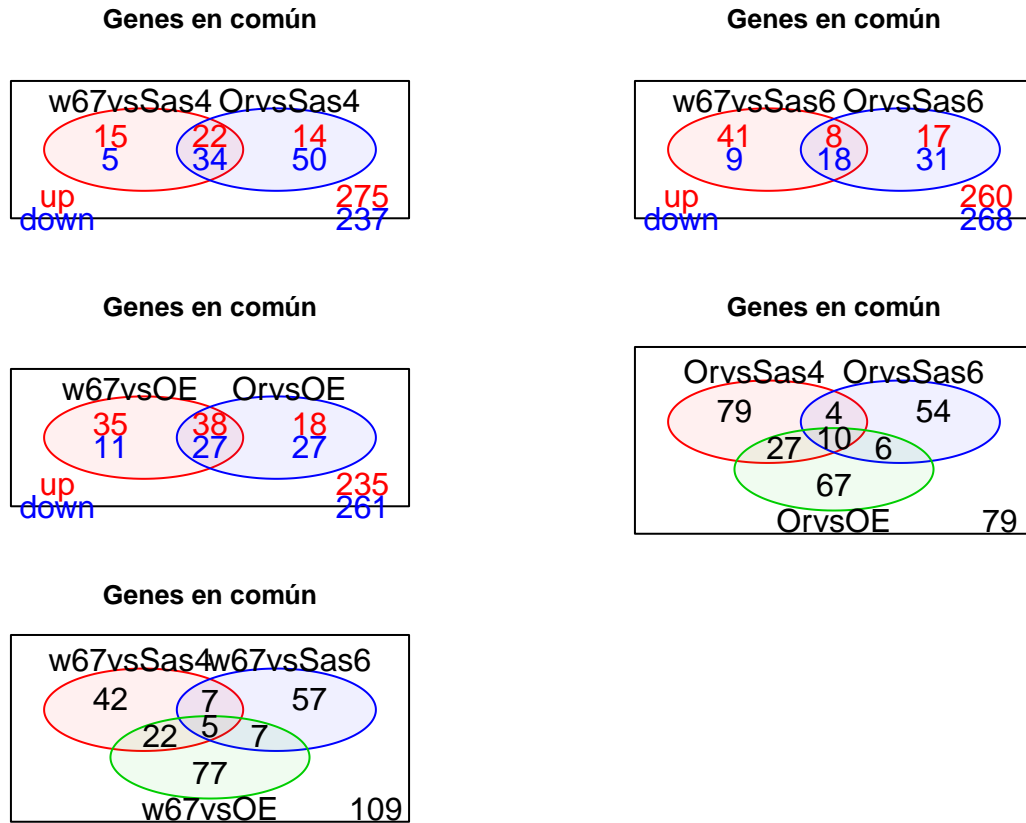 Genes en común
w67vsSas4 OrvsSas4
15 22 14
5 34 50
up 275
down 237
Genes en común
w67vsSas6 OrvsSas6
41 8 17
9 18 31
up 260
down 268
Genes en común
w67vsOE OrvsOE
35 38 18
11 27 27
up 235
down 261
Genes en común
OrvsSas4 OrvsSas6
79 4 54
27 10 6
67
OrvsOE 79
Genes en común
w67vsSas4 w67vsSas6
42 7 57
22 5 7
77
w67vsOE 109